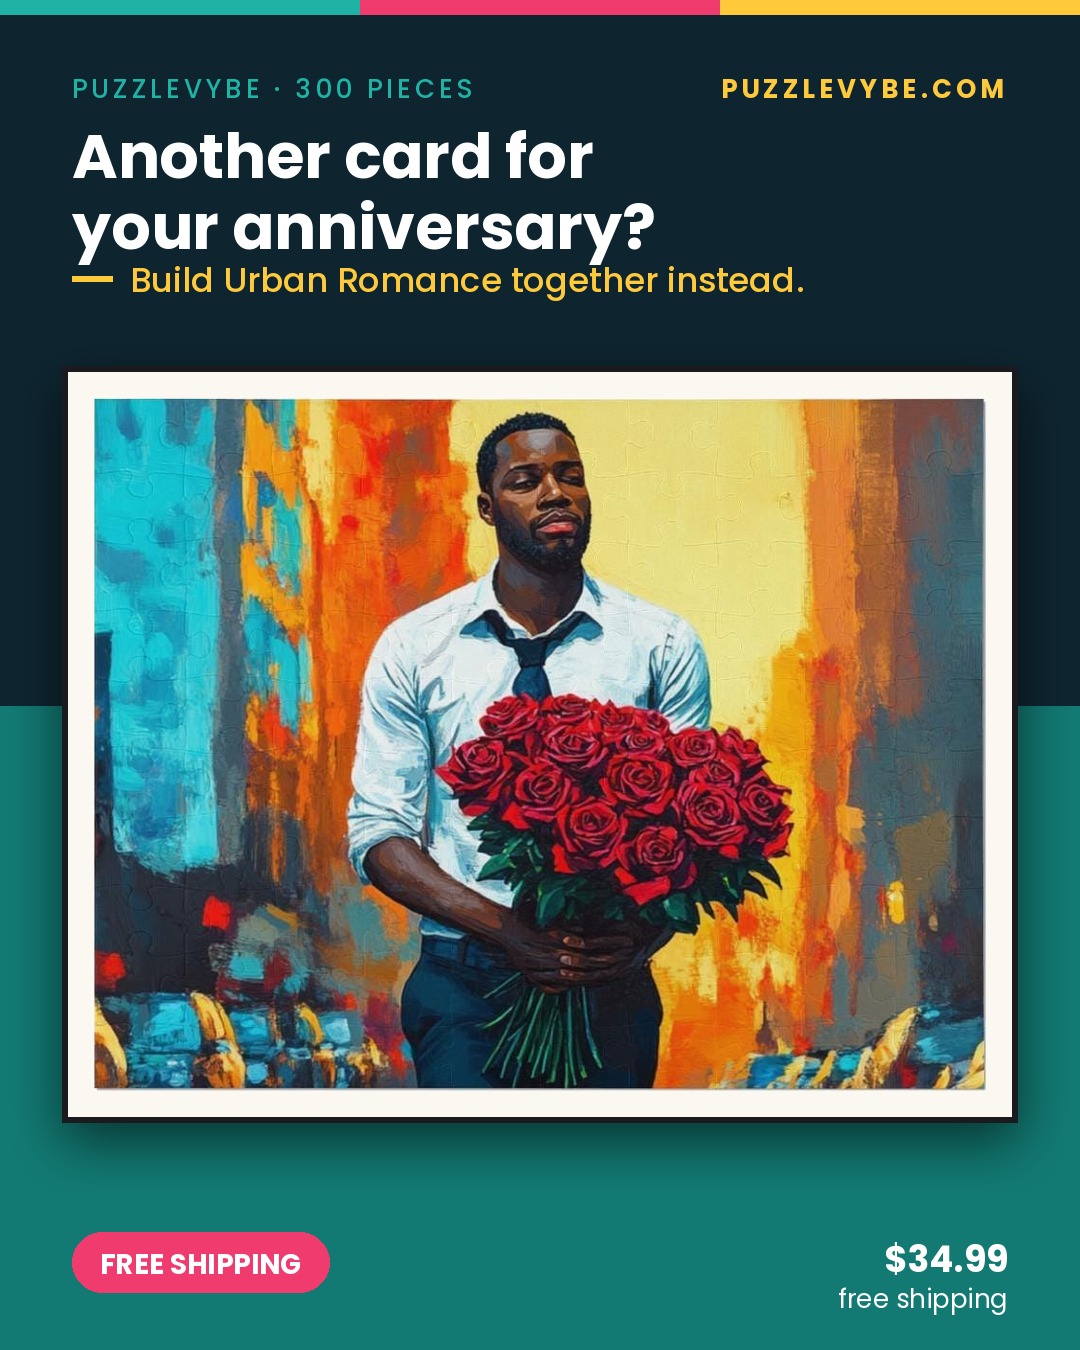 PUZZLEVYBE · 300 PIECES
PUZZLEVYBE.COM
Another card for
your anniversary?
Build Urban Romance together instead.
FREE SHIPPING
$34.99
free shipping